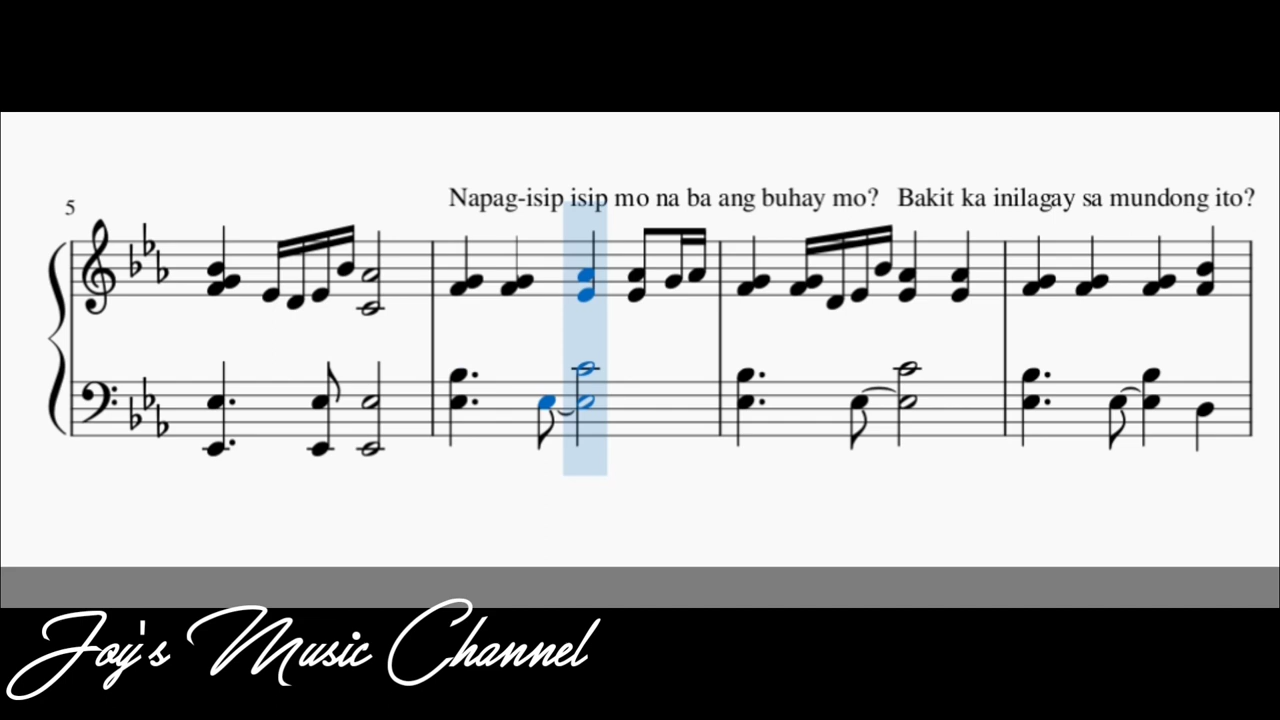 Napag-isip isip mo na ba ang buhay mo? Bakit ka inilagay sa mundong ito?
5
Joy's Music Channel